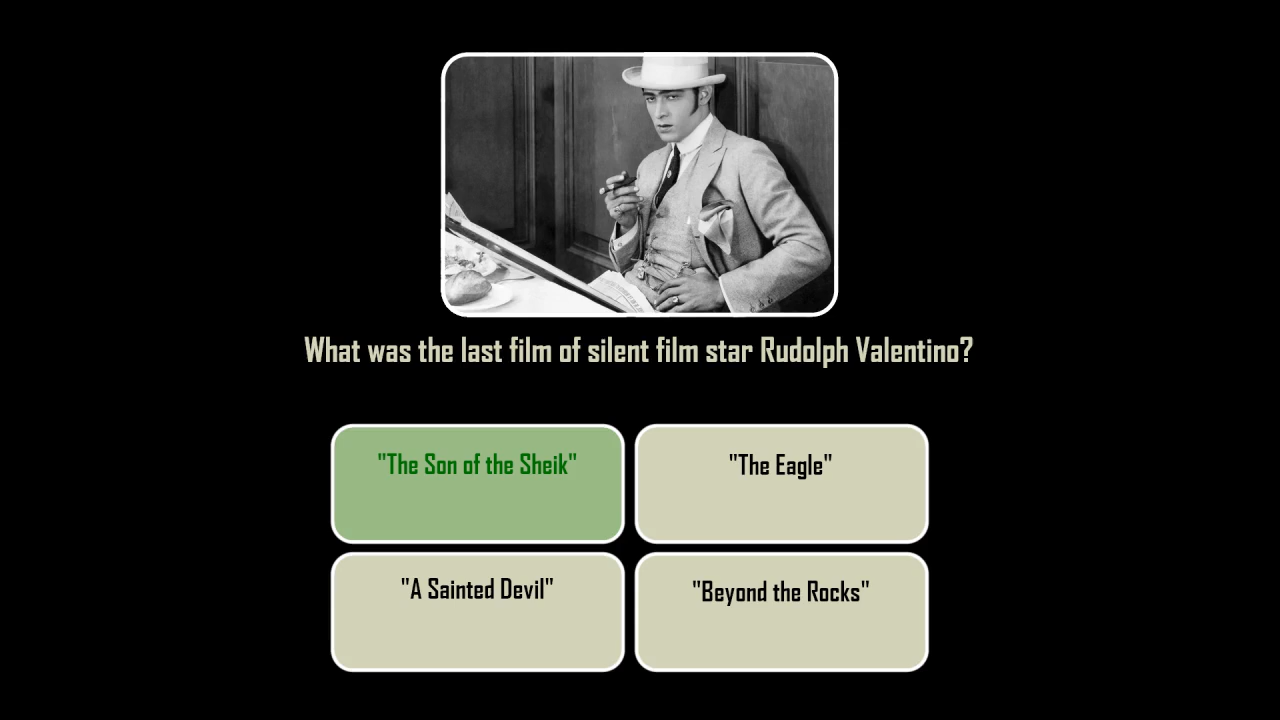 What was the last film of silent film star Rudolph Valentino?
"The Son of the Sheik"
"The Eagle"
"A Sainted Devil"
"Beyond the Rocks"